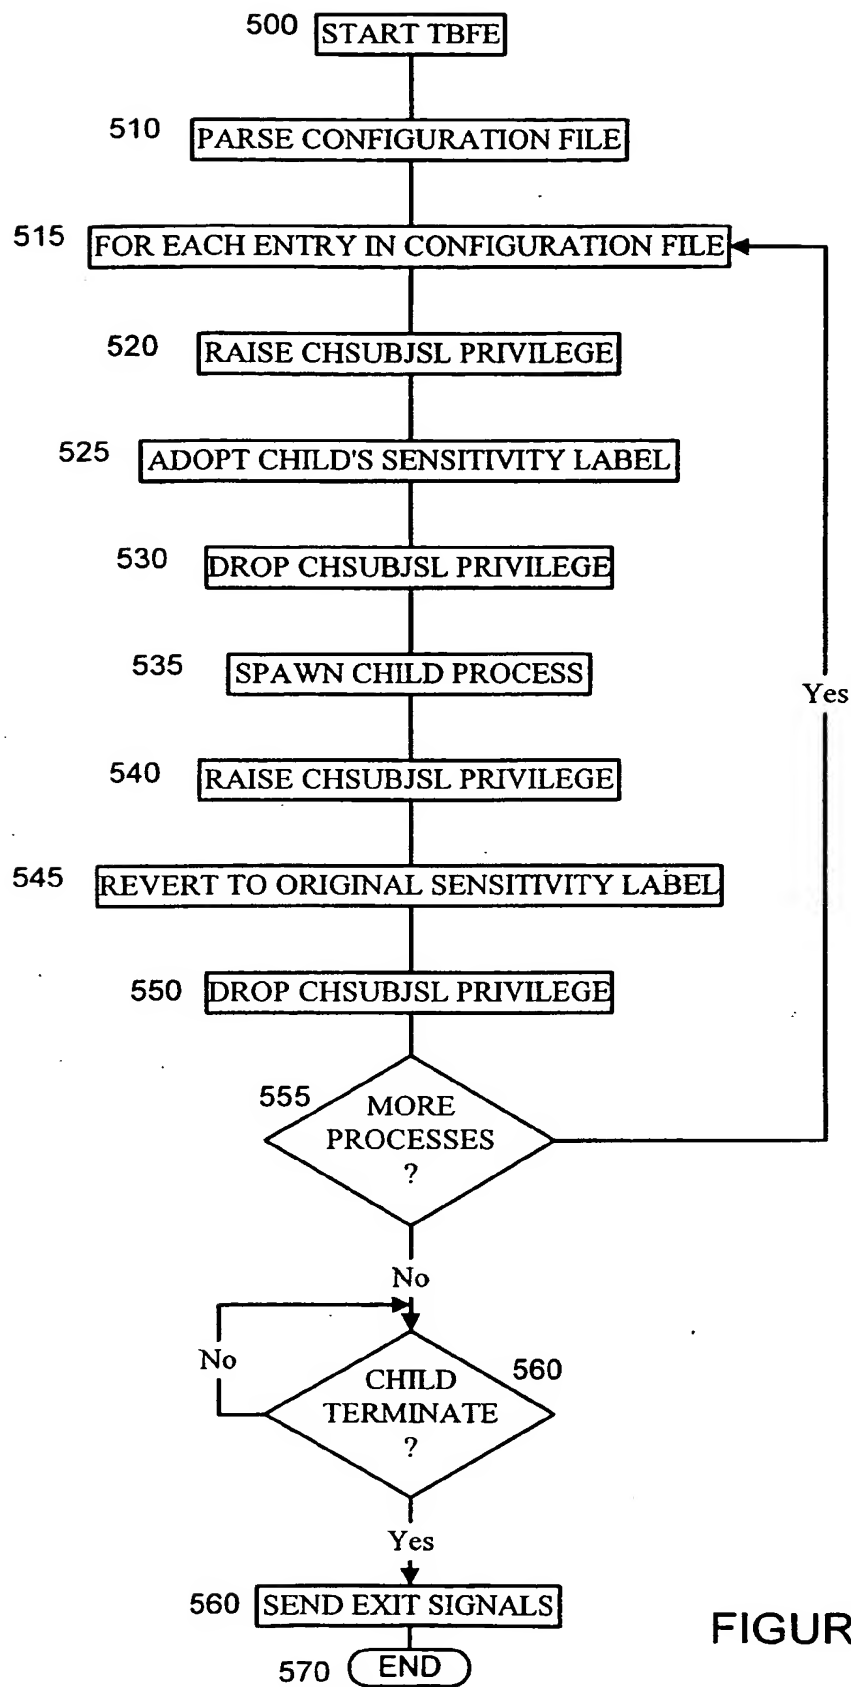 500 START TBFE
510 PARSE CONFIGURATION FILE
515 FOR EACH ENTRY IN CONFIGURATION FILE
520 RAISE CHSUBJSL PRIVILEGE
525 ADOPT CHILD'S SENSITIVITY LABEL
530 DROP CHSUBJSL PRIVILEGE
535 SPAWN CHILD PROCESS
Yes
540 RAISE CHSUBJSL PRIVILEGE
545 REVERT TO ORIGINAL SENSITIVITY LABEL
550 DROP CHSUBJSL PRIVILEGE
555 MORE
PROCESSES
?
No
No
560
CHILD
TERMINATE
?
Yes
560 SEND EXIT SIGNALS
FIGUR
570 END